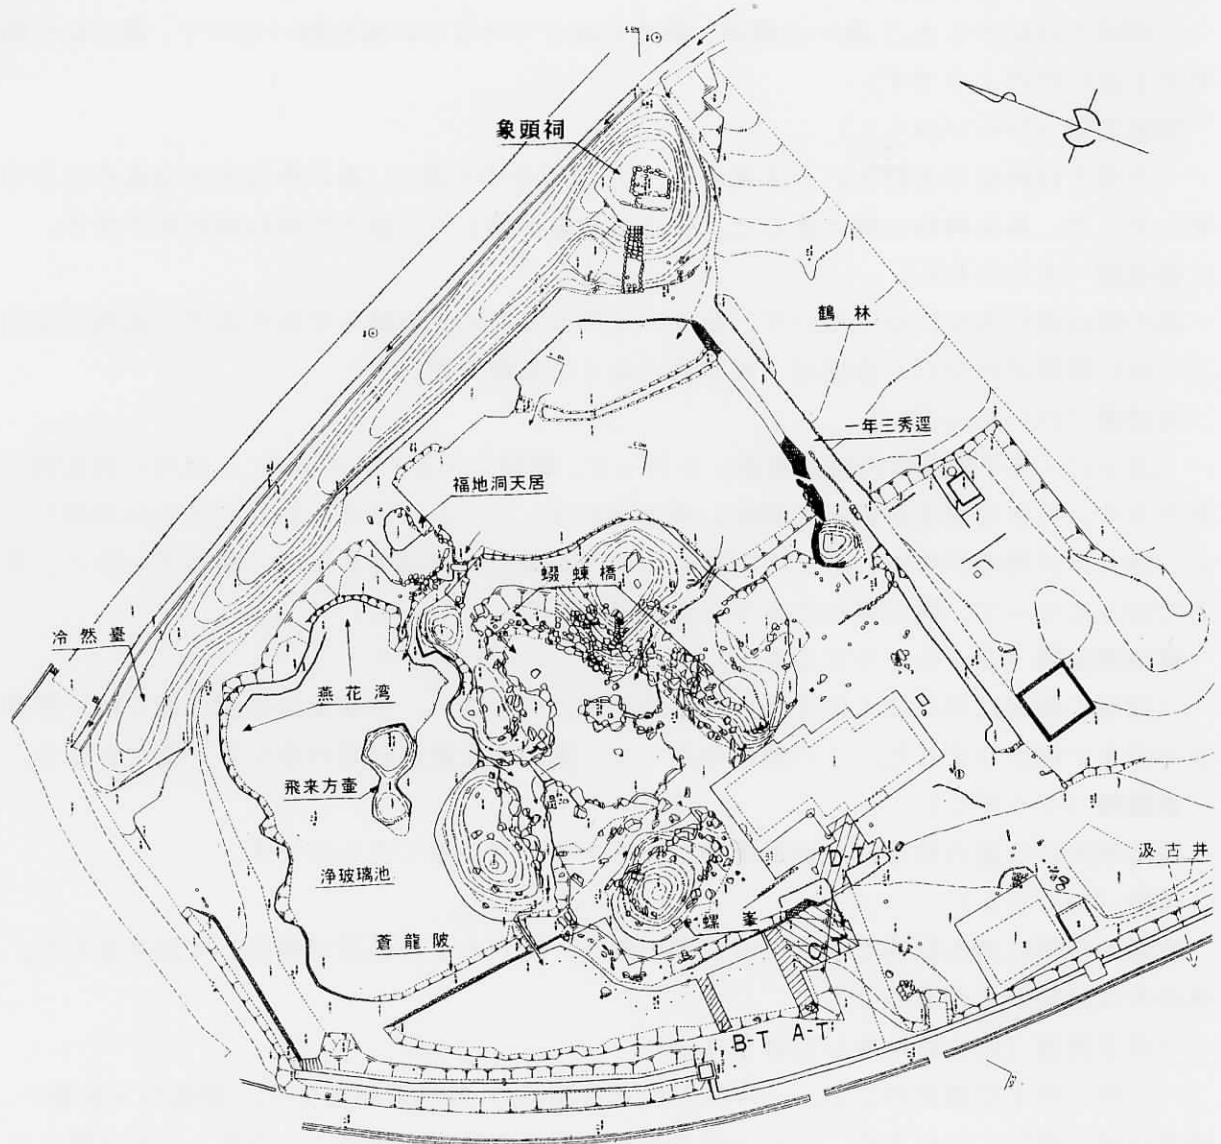 象頭祠
鶴林
一年三秀逕
福地洞天居
蝃蝀橋
冷然臺
燕花湾
飛来方壷
浄玻璃池
汲古井
D-T
螺峯
蒼龍陂
C-T
B-T A-T